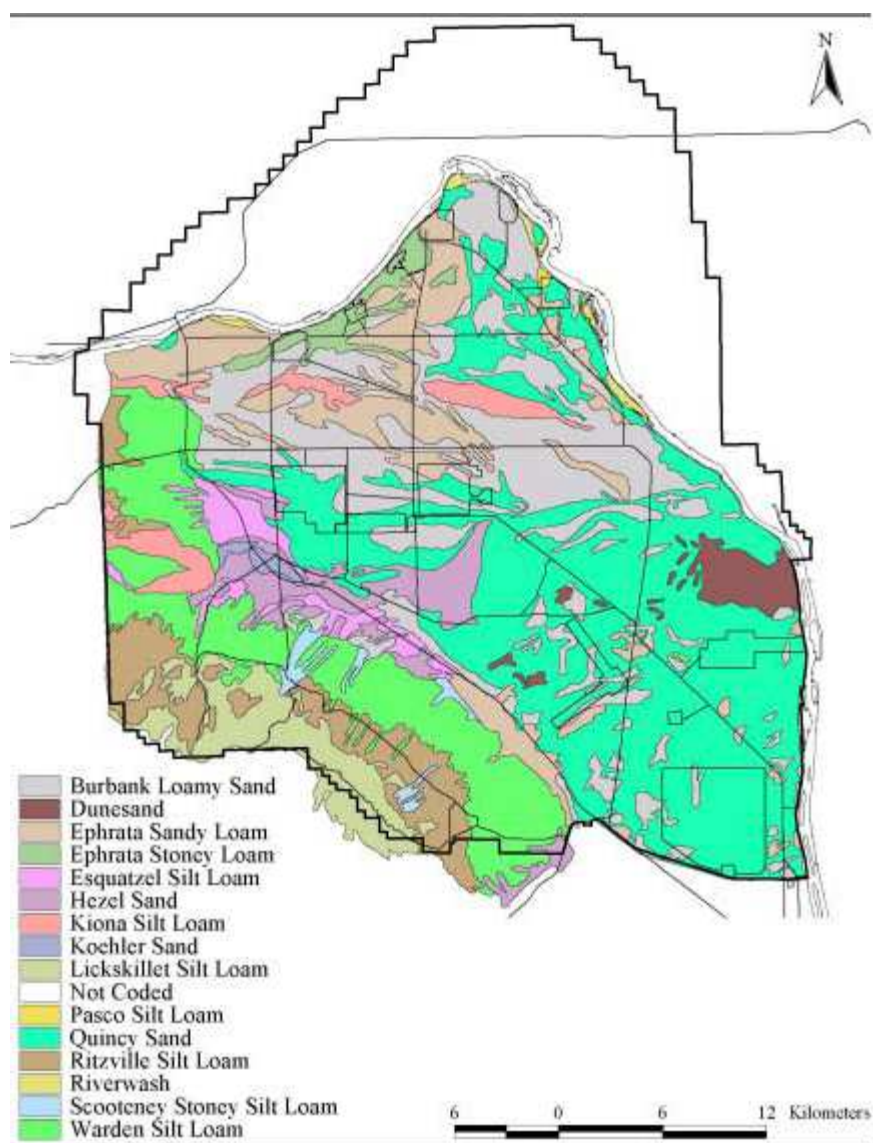 N
Burbank Loamy Sand
Dunesand
Ephrata Sandy Loam
Ephrata Stoney Loam
Esquatzel Silt Loam
Hezel Sand
Kiona Silt Loam
Koehler Sand
Lickskillet Silt Loam
Not Coded
Pasco Silt Loam
Quincy Sand
Ritzville Silt Loam
Riverwash
Scooteney Stoney Silt Loam
Warden Silt Loam
6 0 6 12 Kilometers